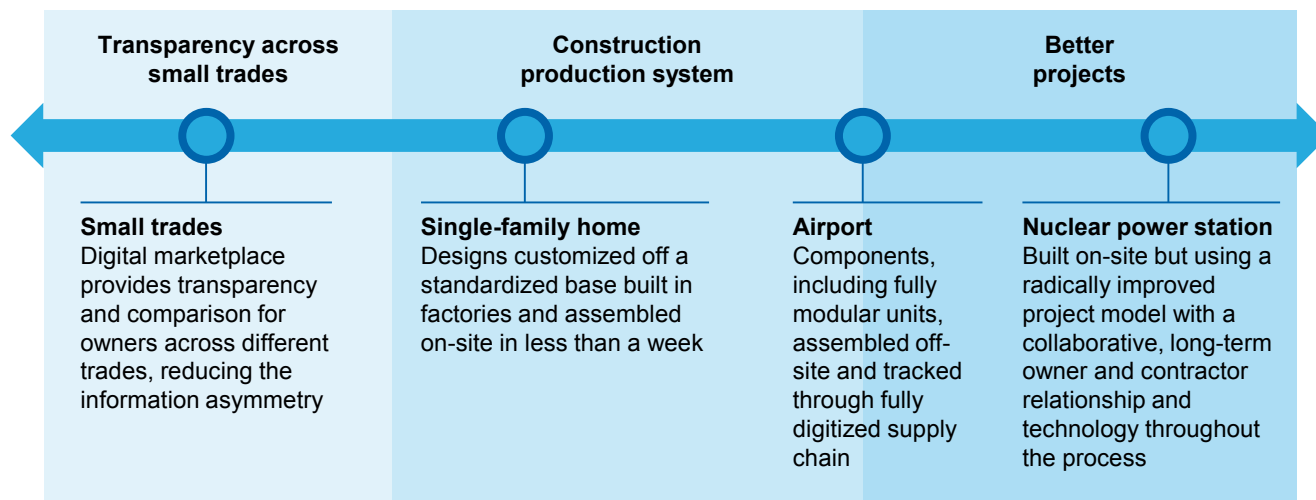 Transparency across
small trades
Construction
production system
Better
projects
Small trades
Digital marketplace
provides transparency
and comparison for
owners across different
trades, reducing the
information asymmetry
Single-family home
Designs customized off a
standardized base built in
factories and assembled
on-site in less than a week
Airport
Components,
including fully
modular units,
assembled off-
site and tracked
through fully
digitized supply
chain
Nuclear power station
Built on-site but using a
radically improved
project model with a
collaborative, long-term
owner and contractor
relationship and
technology throughout
the process